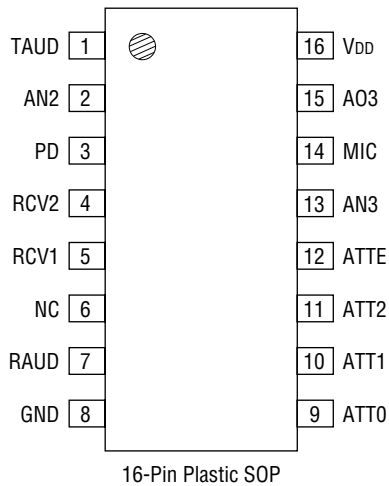 TAUD 1 16 VDD
AN2 2 15 AO3
PD 3 14 MIC
RCV2 4 13 AN3
RCV1 5 12 ATTE
NC 6 11 ATT2
RAUD 7 10 ATT1
GND 8 9 ATT0
16-Pin Plastic SOP